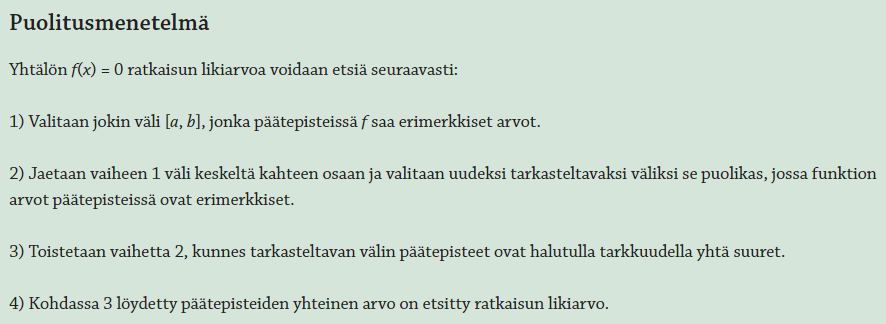 Puolitusmenetelmä
Yhtälön f(x) = 0 ratkaisun likiarvoa voidaan etsiä seuraavasti:
1) Valitaan jokin väli [a, b], jonka päätepisteissä f saa erimerkkiset arvot.
2) Jaetaan vaiheen 1 väli keskeltä kahteen osaan ja valitaan uudeksi tarkasteltavaksi väliksi se puolikas, jossa funktion
arvot päätepisteissä ovat erimerkkiset.
3) Toistetaan vaihetta 2, kunnes tarkasteltavan välin päätepisteet ovat halutulla tarkkuudella yhtä suuret.
4) Kohdassa 3 löydetty päätepisteiden yhteinen arvo on etsitty ratkaisun likiarvo.